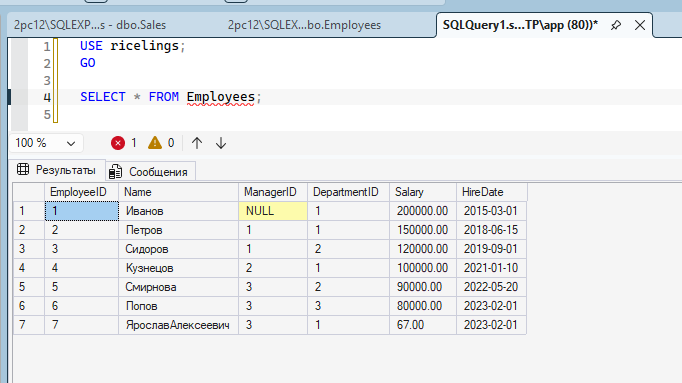 2pc12\SQLEXP...s - dbo.Sales 2pc12\SQLEX...bo.Employees SQLQuery1.s...TP\app (80))*
1 USE ricelings;
2 GO
3
4 SELECT * FROM Employees;
5
100 % 1 0
Результаты Сообщения
EmployeeID Name ManagerID DepartmentID Salary HireDate
1 1 Иванов NULL 1 200000.00 2015-03-01
2 2 Петров 1 1 150000.00 2018-06-15
3 3 Сидоров 1 2 120000.00 2019-09-01
4 4 Кузнецов 2 1 100000.00 2021-01-10
5 5 Смирнова 3 2 90000.00 2022-05-20
6 6 Попов 3 3 80000.00 2023-02-01
7 7 ЯрославАлексеевич 3 1 67.00 2023-02-01